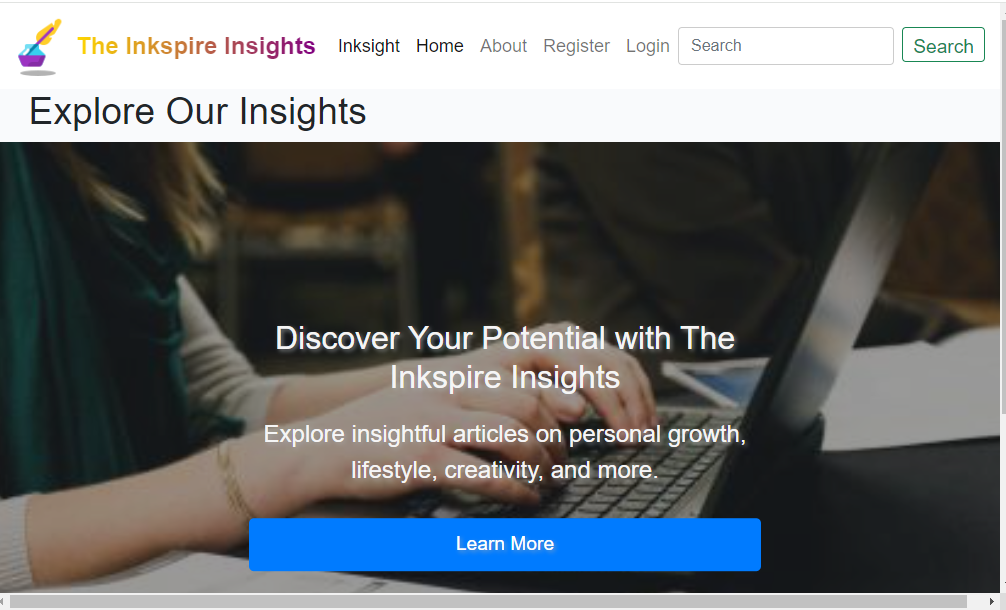 The Inkspire Insights Inksight Home About Register Login Search Search
Explore Our Insights
Discover Your Potential with The
Inkspire Insights
Explore insightful articles on personal growth,
lifestyle, creativity, and more.
Learn More